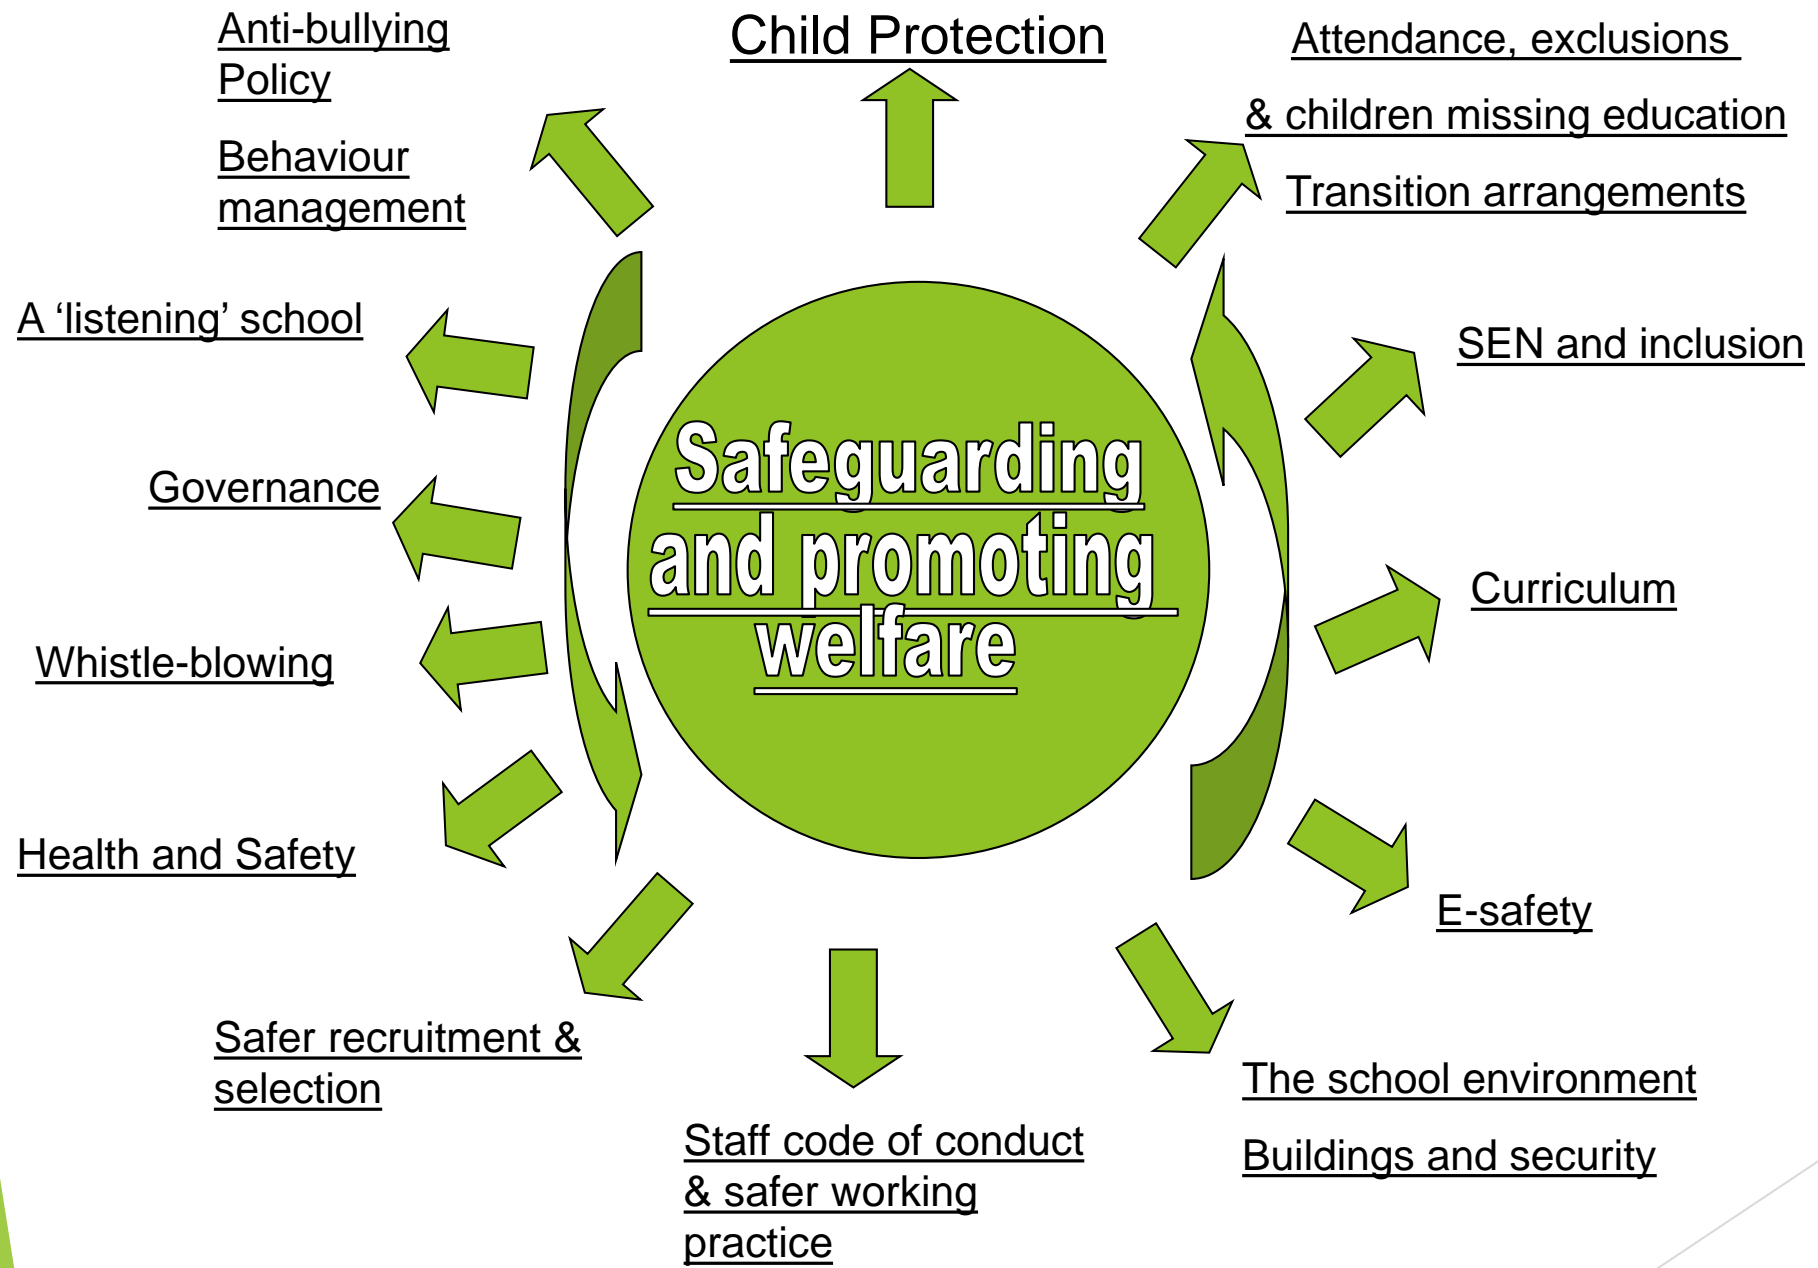 Anti-bullying
Policy
Behaviour
management
Child Protection
Attendance, exclusions
& children missing education
Transition arrangements
A ‘listening’ school
SEN and inclusion
Governance
Safeguarding
and promoting
welfare
Curriculum
Whistle-blowing
Health and Safety
E-safety
Safer recruitment &
selection
Staff code of conduct
& safer working
practice
The school environment
Buildings and security